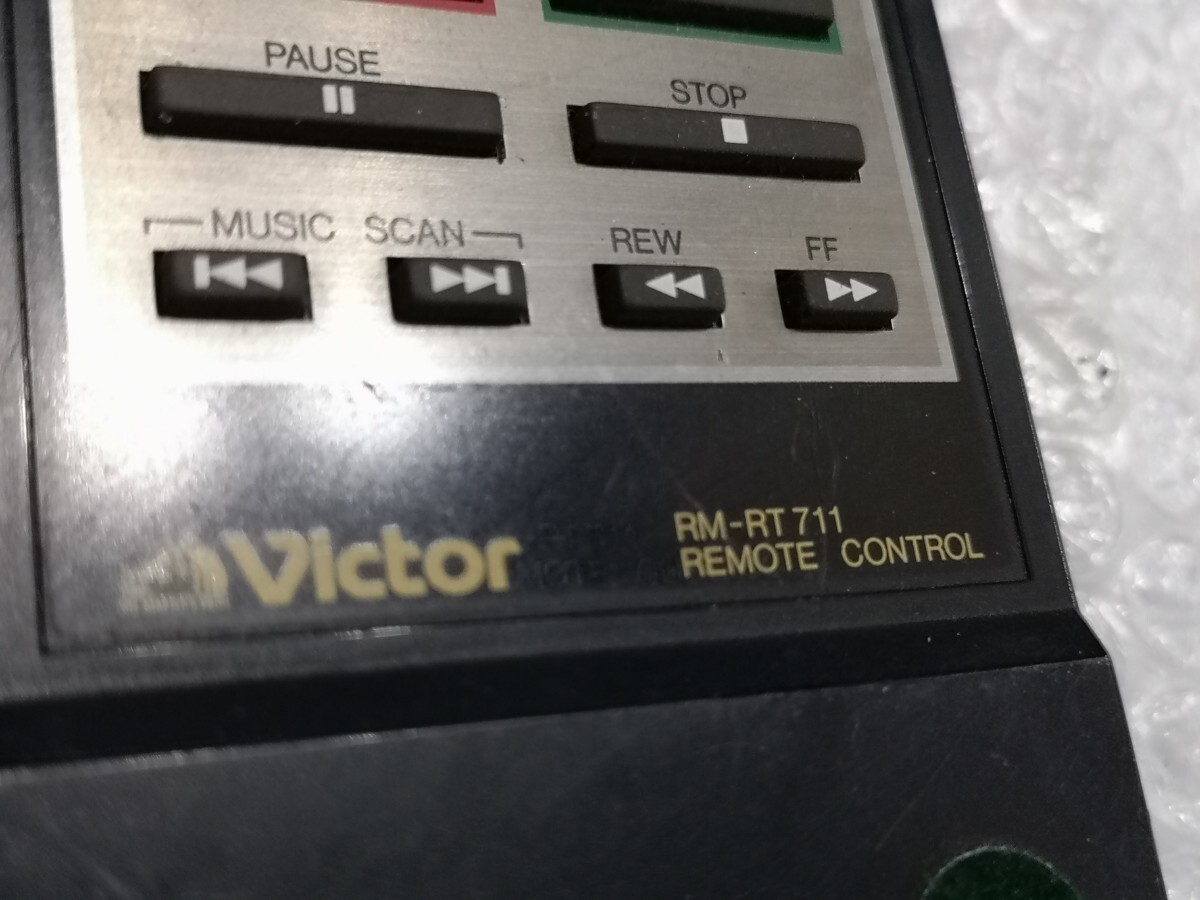 PAUSE
STOP
MUSIC SCAN
REW
FF
Victor
RM-RT 711
REMOTE CONTROL